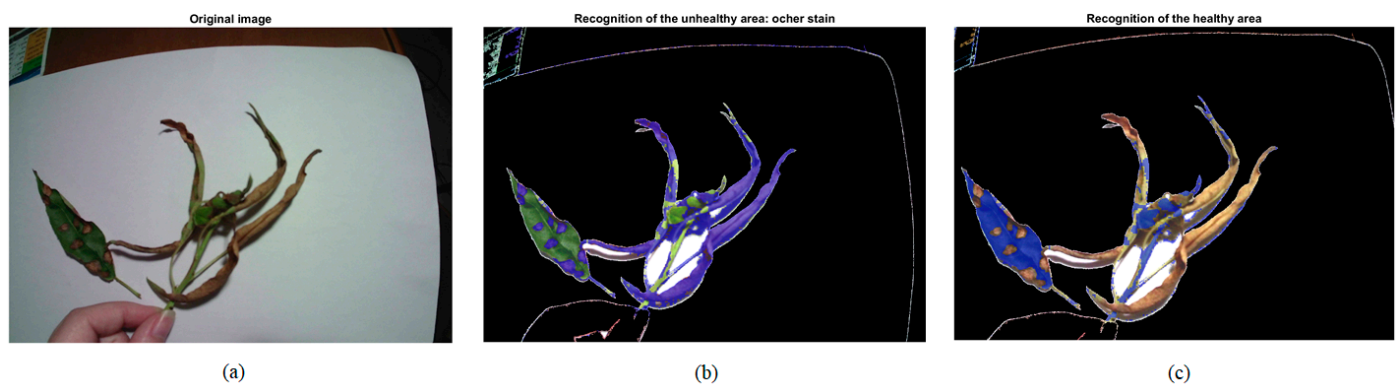 Original image
Recognition of the unhealthy area: ocher stain
Recognition of the healthy area
(a)
(b)
(c)